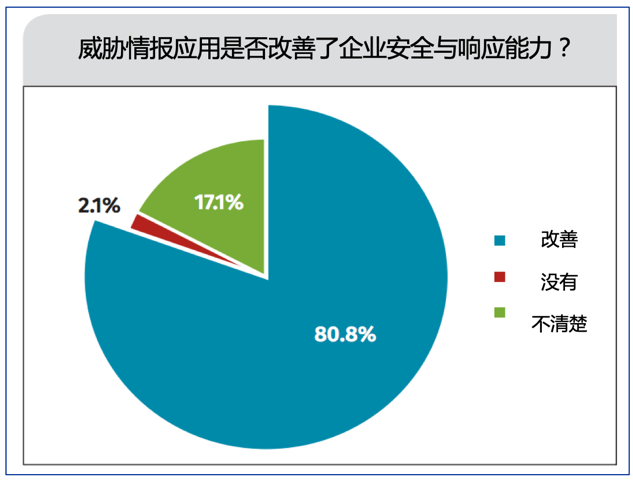 威胁情报应用是否改善了企业安全与响应能力？
2.1%
17.1%
80.8%
改善
没有
不清楚